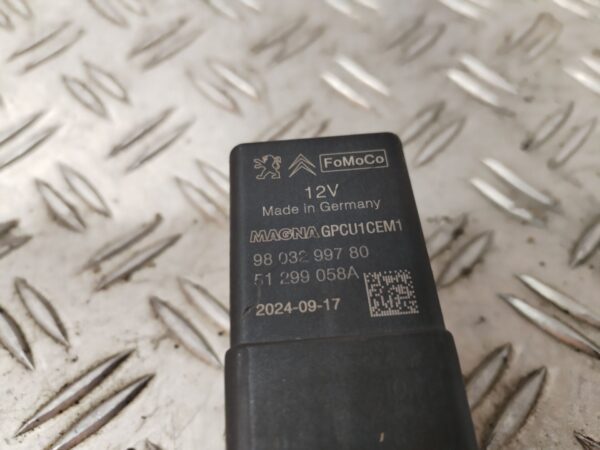 FoMoCo
12V
Made in Germany
MAGNA GPCU1CEM1
98 032 997 80
51 299 058A
2024-09-17